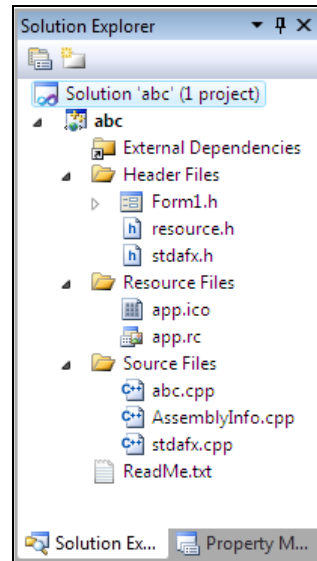 Solution Explorer
Solution 'abc' (1 project)
abc
External Dependencies
Header Files
Form1.h
resource.h
stdafx.h
Resource Files
app.ico
app.rc
Source Files
abc.cpp
AssemblyInfo.cpp
stdafx.cpp
ReadMe.txt
Solution Ex... Property M...